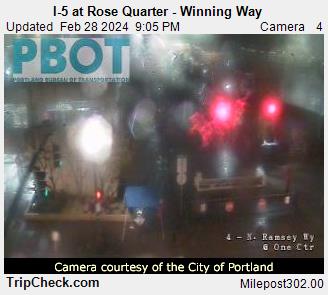 I-5 at Rose Quarter - Winning Way
Updated Feb 28 2024 9:05 PM Camera 4
PBOT
PORTLAND BUREAU OF TRANSPORTATION
4 - N. Ramsey Wy
@ One Ctr
Camera courtesy of the City of Portland
TripCheck.com Milepost302.00